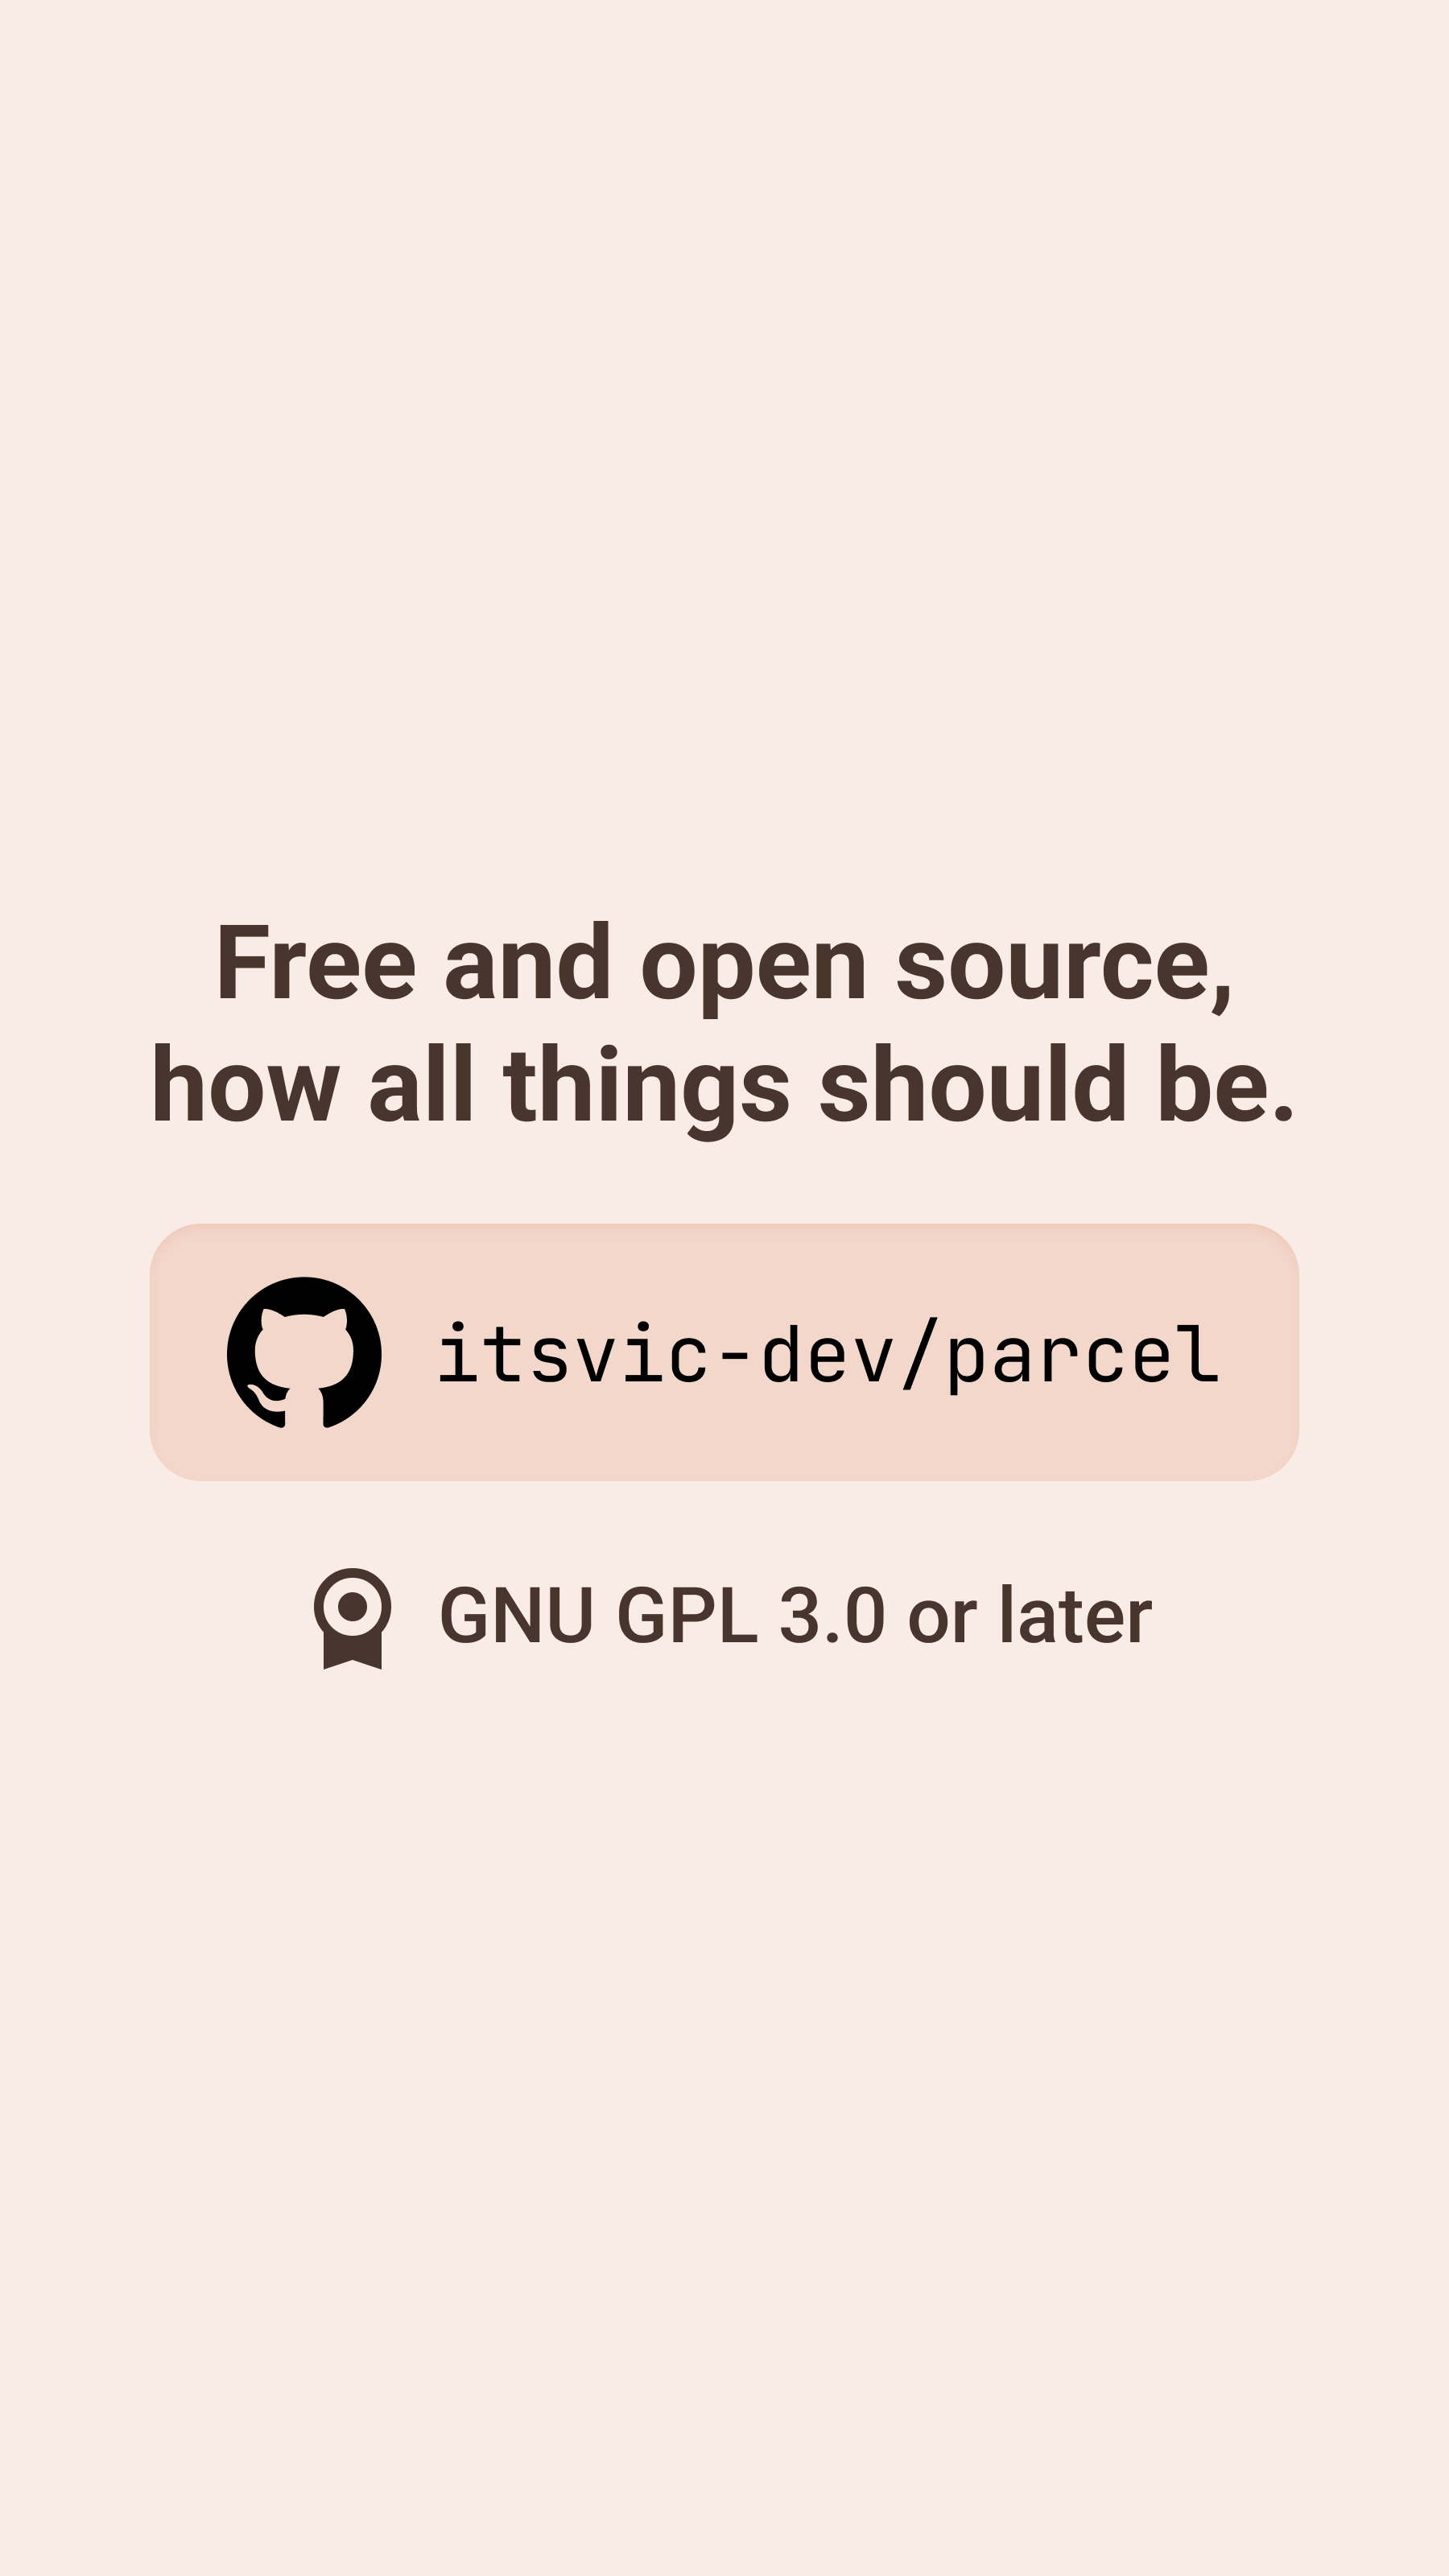 Free and open source,
how all things should be.
itsvic-dev/parcel
GNU GPL 3.0 or later